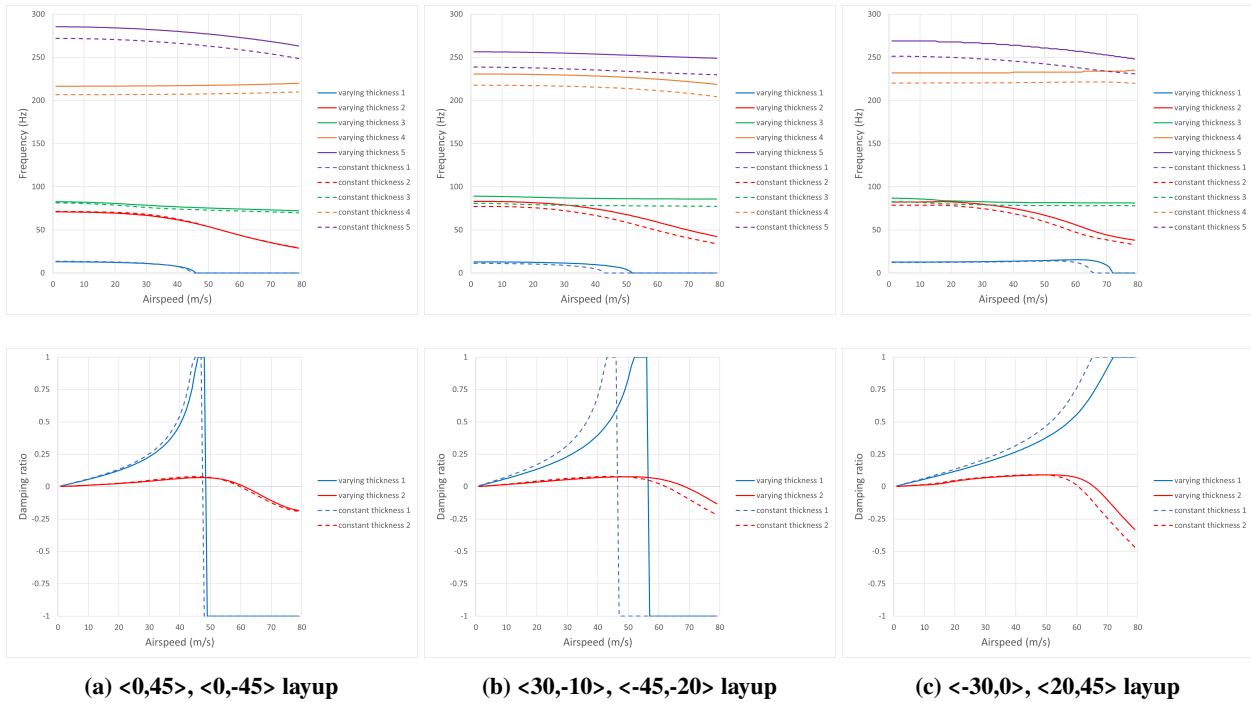 300
250
200
150
100
50
0
Frequency (Hz)
0 10 20 30 40 50 60 70 80
Airspeed (m/s)
varying thickness 1
varying thickness 2
varying thickness 3
varying thickness 4
varying thickness 5
constant thickness 1
constant thickness 2
constant thickness 3
constant thickness 4
constant thickness 5
300
250
200
150
100
50
0
Frequency (Hz)
0 10 20 30 40 50 60 70 80
Airspeed (m/s)
varying thickness 1
varying thickness 2
varying thickness 3
varying thickness 4
varying thickness 5
constant thickness 1
constant thickness 2
constant thickness 3
constant thickness 4
constant thickness 5
300
250
200
150
100
50
0
Frequency (Hz)
0 10 20 30 40 50 60 70 80
Airspeed (m/s)
varying thickness 1
varying thickness 2
varying thickness 3
varying thickness 4
varying thickness 5
constant thickness 1
constant thickness 2
constant thickness 3
constant thickness 4
constant thickness 5
1
0.75
0.5
0.25
0
-0.25
-0.5
-0.75
-1
Damping ratio
0 10 20 30 40 50 60 70 80
Airspeed (m/s)
varying thickness 1
varying thickness 2
constant thickness 1
constant thickness 2
1
0.75
0.5
0.25
0
-0.25
-0.5
-0.75
-1
Damping ratio
0 10 20 30 40 50 60 70 80
Airspeed (m/s)
varying thickness 1
varying thickness 2
constant thickness 1
constant thickness 2
1
0.75
0.5
0.25
0
-0.25
-0.5
-0.75
-1
Damping ratio
0 10 20 30 40 50 60 70 80
Airspeed (m/s)
varying thickness 1
varying thickness 2
constant thickness 1
constant thickness 2
(a) <0,45>, <0,-45> layup
(b) <30,-10>, <-45,-20> layup
(c) <-30,0>, <20,45> layup